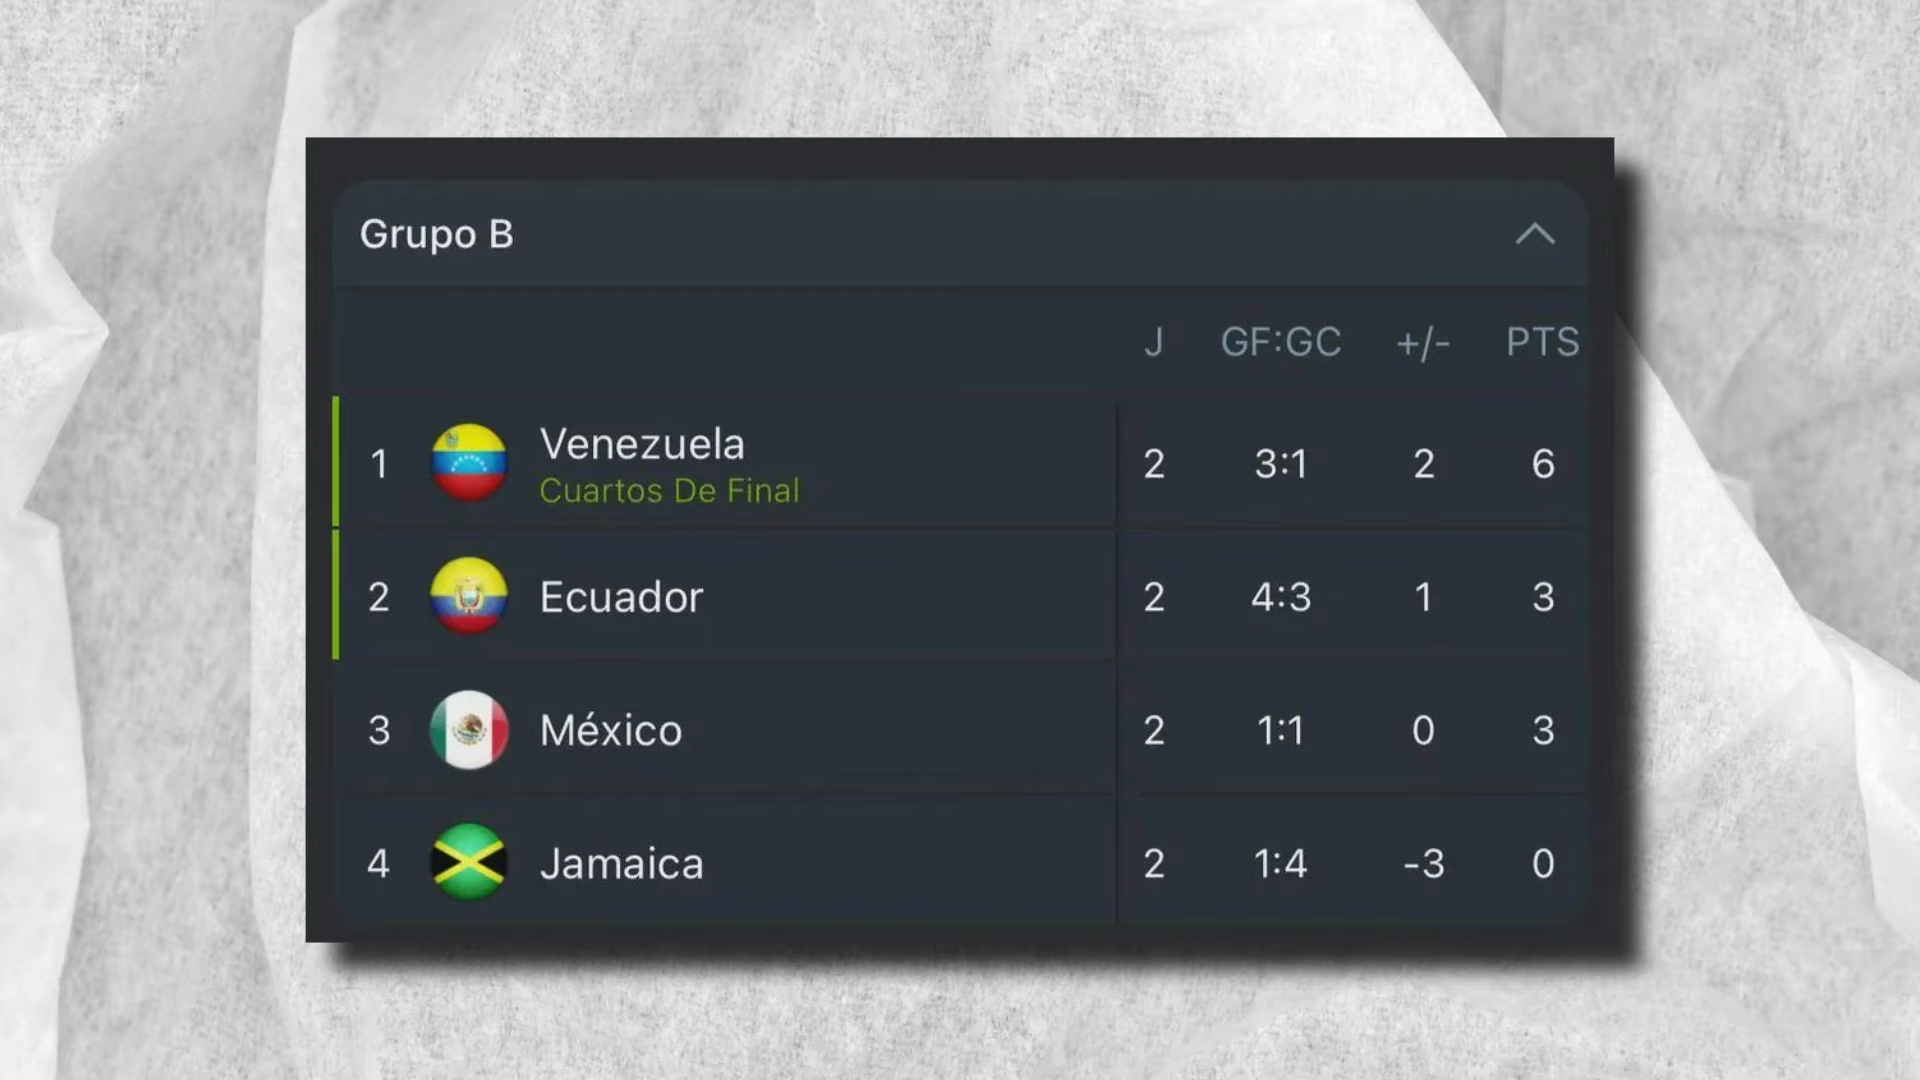 Grupo B
J GF:GC +/- PTS
1 Venezuela 2 3:1 2 6
Cuartos De Final
2 Ecuador 2 4:3 1 3
3 México 2 1:1 0 3
4 Jamaica 2 1:4 -3 0